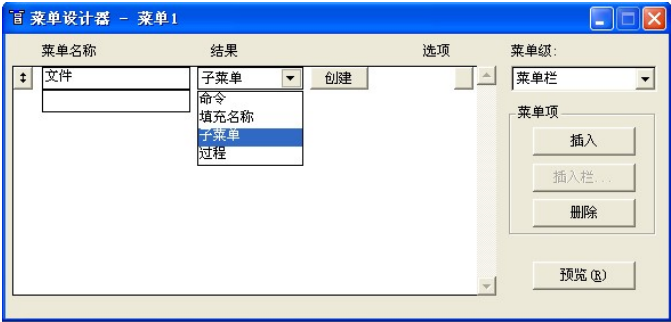 菜单设计器 - 菜单1
菜单名称 结果 选项 菜单级:
文件 子菜单 创建 菜单栏
命令
填充名称
子菜单
过程
菜单项
插入
插入栏...
删除
预览(R)